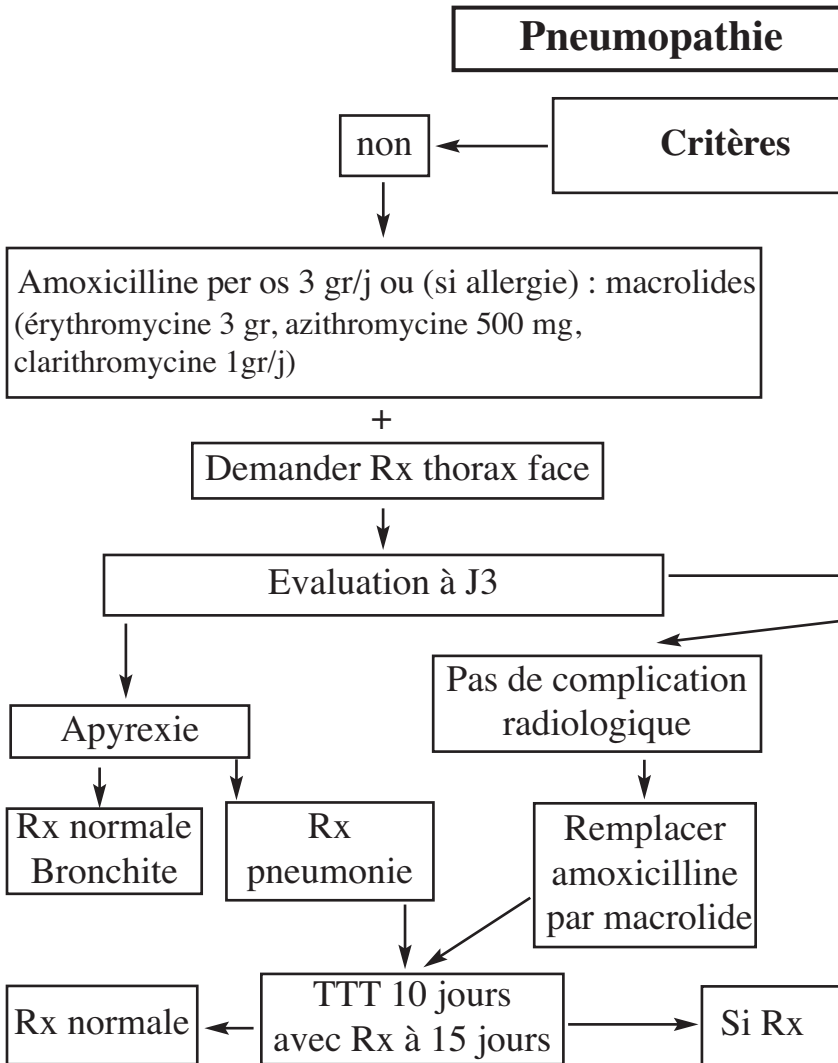 Pneumopathie
Critères
non
Amoxicilline per os 3 gr/j ou (si allergie) : macrolides
(érythromycine 3 gr, azithromycine 500 mg,
clarithromycine 1gr/j)
+
Demander Rx thorax face
Evaluation à J3
Pas de complication
radiologique
Apyrexie
Rx normale
Bronchite
Rx
pneumonie
Remplacer
amoxicilline
par macrolide
TTT 10 jours
avec Rx à 15 jours
Rx normale
Si Rx